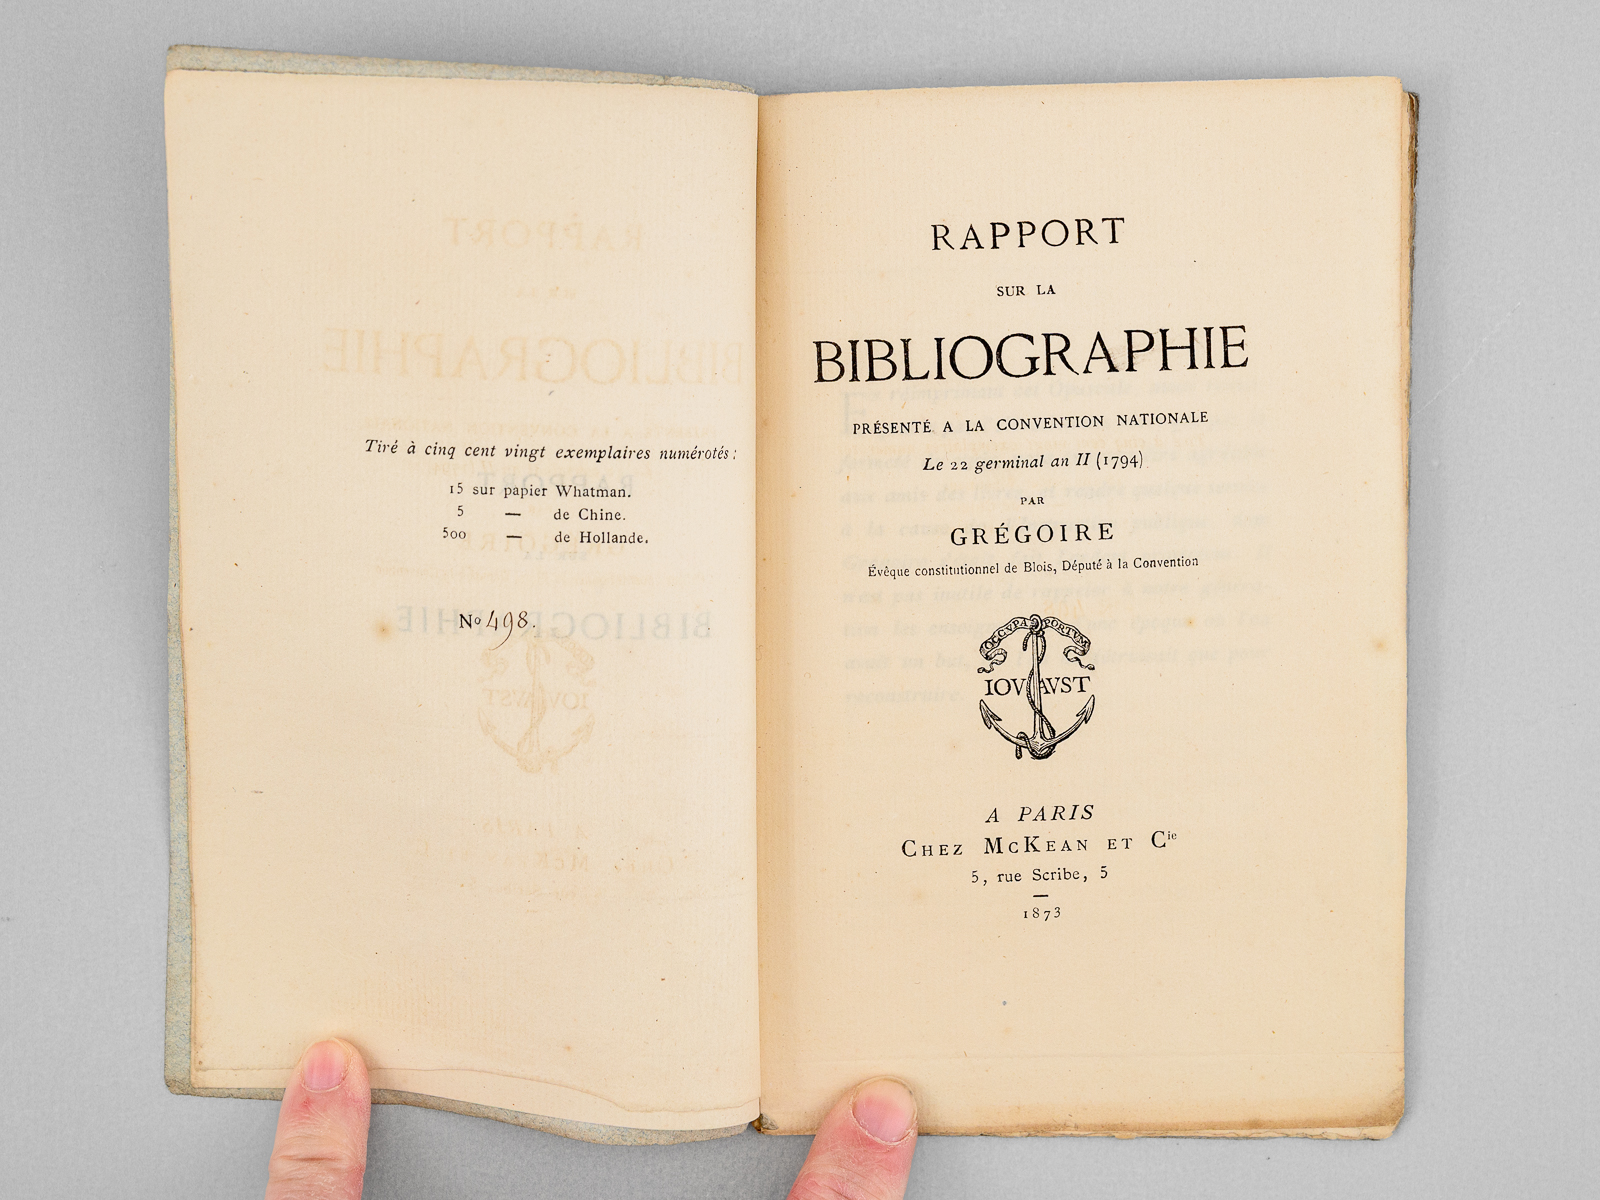 Tiré à cinq cent vingt exemplaires numérotés :
15 sur papier Whatman.
5 — de Chine.
500 — de Hollande.
No 498.
RAPPORT
SUR LA
BIBLIOGRAPHIE
PRÉSENTÉ A LA CONVENTION NATIONALE
Le 22 germinal an II (1794)
PAR
GRÉGOIRE
Évêque constitutionnel de Blois, Député à la Convention
OCCVPA PORTVM
IOV AVST
A PARIS
CHEZ MCKEAN ET Cie
5, rue Scribe, 5
—
1873